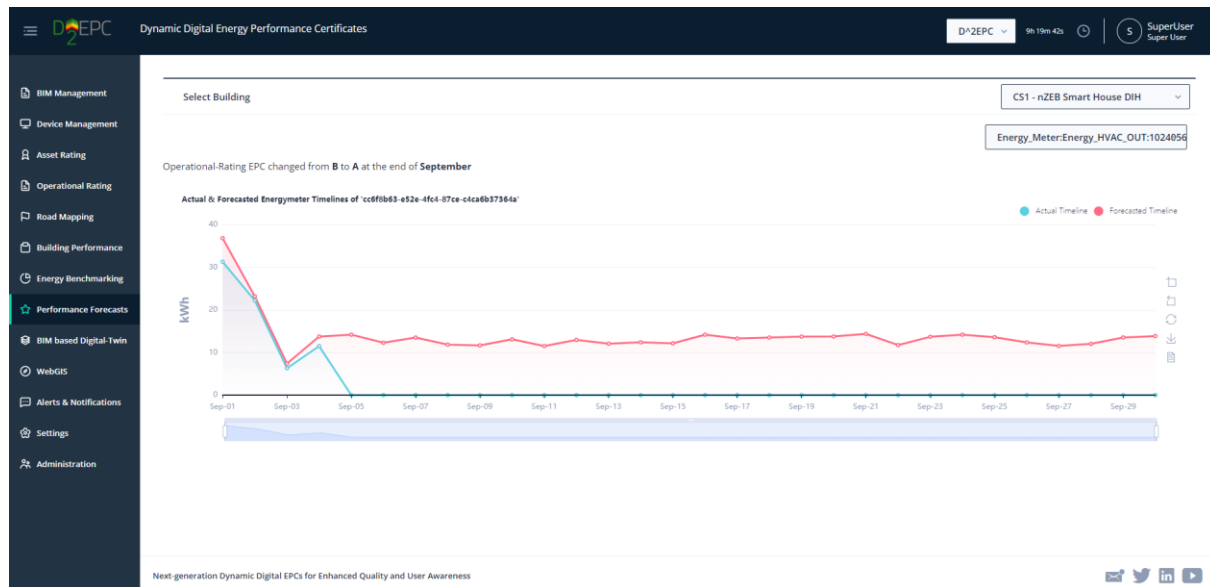 D2EPC
Dynamic Digital Energy Performance Certificates
D^2EPC
9h 19m 42s
S
SuperUser
Super User
BIM Management
Device Management
Asset Rating
Operational Rating
Road Mapping
Building Performance
Energy Benchmarking
Performance Forecasts
BIM based Digital-Twin
WebGIS
Alerts & Notifications
Settings
Administration
Select Building
CS1 - nZEB Smart House DIH
Energy_Meter:Energy_HVAC_OUT:1024056
Operational-Rating EPC changed from B to A at the end of September
Actual & Forecasted Energymeter Timelines of 'cc6f8b63-e52e-4fc4-87ce-c4ca6b37364a'
Actual Timeline Forecasted Timeline
kWh
40
30
20
10
0
Sep-01 Sep-03 Sep-05 Sep-07 Sep-09 Sep-11 Sep-13 Sep-15 Sep-17 Sep-19 Sep-21 Sep-23 Sep-25 Sep-27 Sep-29
Next-generation Dynamic Digital EPCs for Enhanced Quality and User Awareness
in